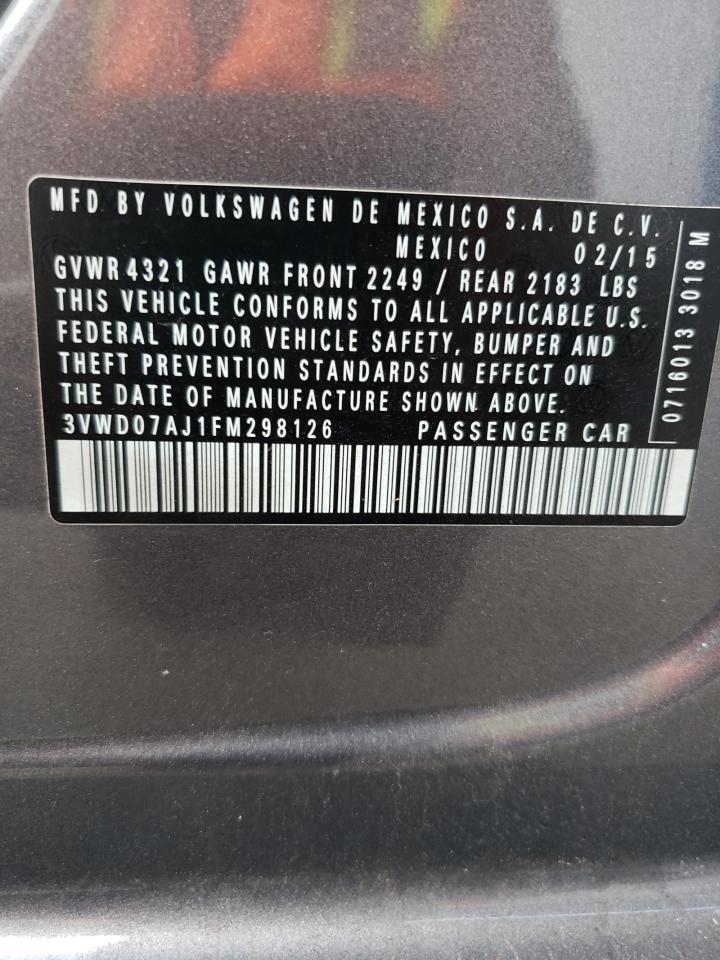 MFD. BY VOLKSWAGEN DE MEXICO S.A. DE C.V.
MEXICO 02/15
GVWR 4321 GAWR FRONT 2249 / REAR 2183 LBS
THIS VEHICLE CONFORMS TO ALL APPLICABLE U.S.
FEDERAL MOTOR VEHICLE SAFETY, BUMPER AND
THEFT PREVENTION STANDARDS IN EFFECT ON
THE DATE OF MANUFACTURE SHOWN ABOVE.
3VWD07AJ1FM298126 PASSENGER CAR
0716013 3018 M